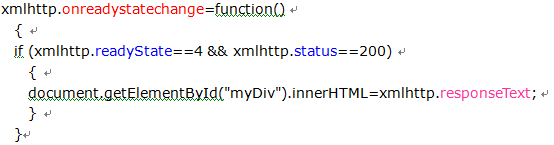 xmlhttp.onreadystatechange=function()
{
if (xmlhttp.readyState==4 && xmlhttp.status==200)
{
document.getElementById("myDiv").innerHTML=xmlhttp.responseText;
}
}